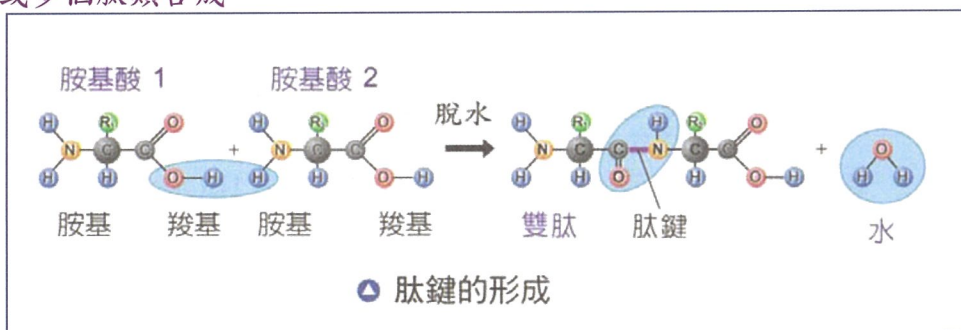 胺基酸 1 胺基酸 2
脫水
H R O H R O H R H R O
N C C + N C C N C C N C C + O
H H O H H H O H H H O H O H H H
胺基 羧基 胺基 羧基 雙肽 肽鍵 水
肽鍵的形成